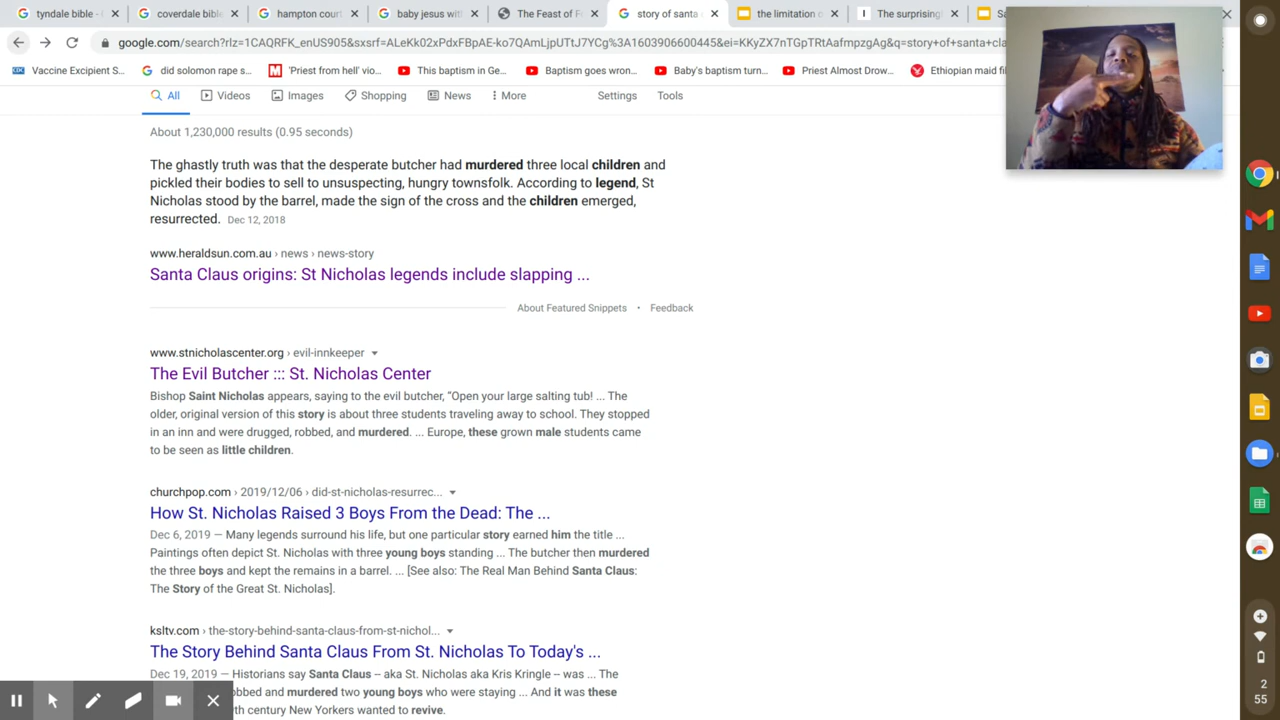 tyndale bible -
coverdale bible
hampton court
baby jesus with
The Feast of F
story of santa
the limitation o
The surprising
Sa
google.com/search?rlz=1CAQRFK_enUS905&sxsrf=ALeKk02xPdxFBpAE-ko7QAmLjpUTtJ7YCg%3A1603906600445&ei=KKyZX7nTGpTRtAafmpzgAg&q=story+of+santa+cla
Vaccine Excipient S...
did solomon rape s...
'Priest from hell' vio...
This baptism in Ge...
Baptism goes wron...
Baby's baptism turn...
Priest Almost Drow...
Ethiopian maid fi
All
Videos
Images
Shopping
News
More
Settings
Tools
About 1,230,000 results (0.95 seconds)
The ghastly truth was that the desperate butcher had murdered three local children and
pickled their bodies to sell to unsuspecting, hungry townsfolk. According to legend, St
Nicholas stood by the barrel, made the sign of the cross and the children emerged,
resurrected. Dec 12, 2018
www.heraldsun.com.au › news › news-story
Santa Claus origins: St Nicholas legends include slapping ...
About Featured Snippets • Feedback
www.stnicholascenter.org › evil-innkeeper
The Evil Butcher ::: St. Nicholas Center
Bishop Saint Nicholas appears, saying to the evil butcher, “Open your large salting tub! ... The
older, original version of this story is about three students traveling away to school. They stopped
in an inn and were drugged, robbed, and murdered. ... Europe, these grown male students came
to be seen as little children.
churchpop.com › 2019/12/06 › did-st-nicholas-resurrec...
How St. Nicholas Raised 3 Boys From the Dead: The ...
Dec 6, 2019 — Many legends surround his life, but one particular story earned him the title ...
Paintings often depict St. Nicholas with three young boys standing ... The butcher then murdered
the three boys and kept the remains in a barrel. ... [See also: The Real Man Behind Santa Claus:
The Story of the Great St. Nicholas].
ksltv.com › the-story-behind-santa-claus-from-st-nichol...
The Story Behind Santa Claus From St. Nicholas To Today's ...
Dec 19, 2019 — Historians say Santa Claus – aka St. Nicholas aka Kris Kringle – was ... The
obbed and murdered two young boys who were staying ... And it was these
th century New Yorkers wanted to revive.
2
55